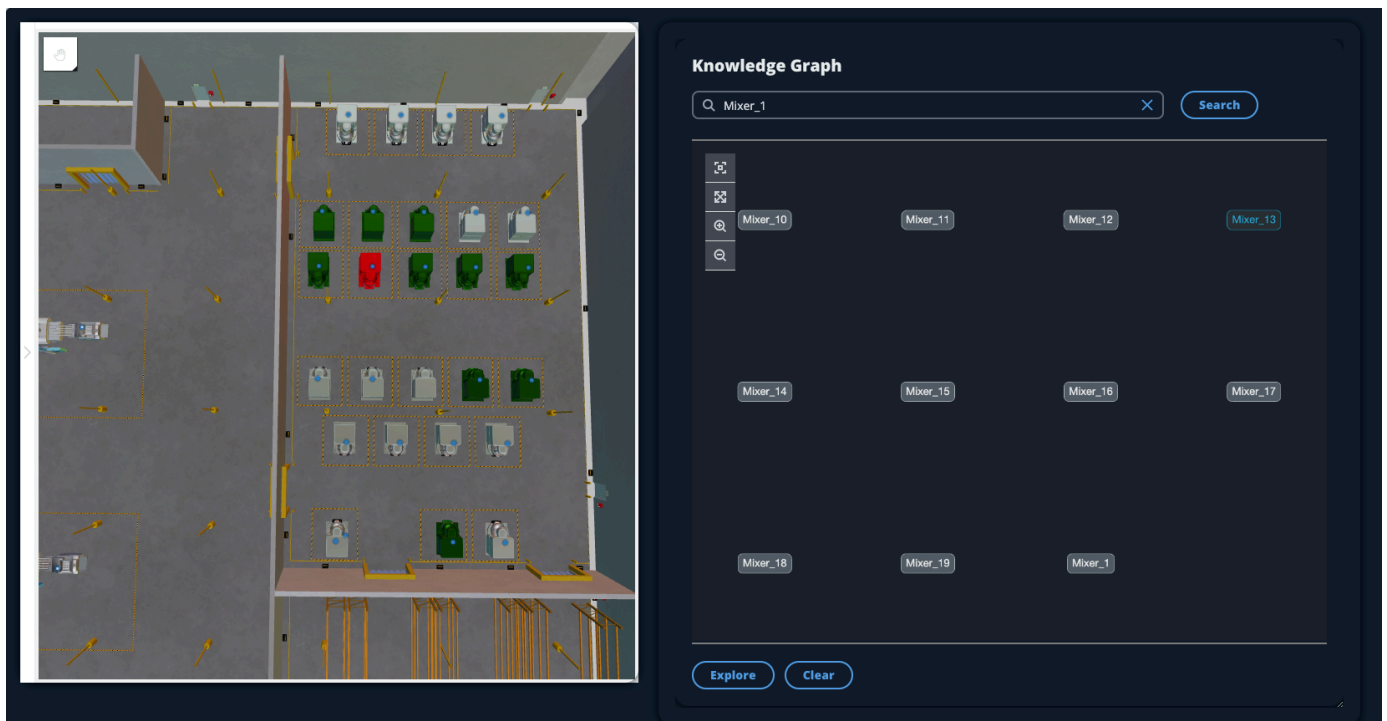 Knowledge Graph
Mixer_1
Search
Mixer_10
Mixer_11
Mixer_12
Mixer_13
Mixer_14
Mixer_15
Mixer_16
Mixer_17
Mixer_18
Mixer_19
Mixer_1
Explore
Clear